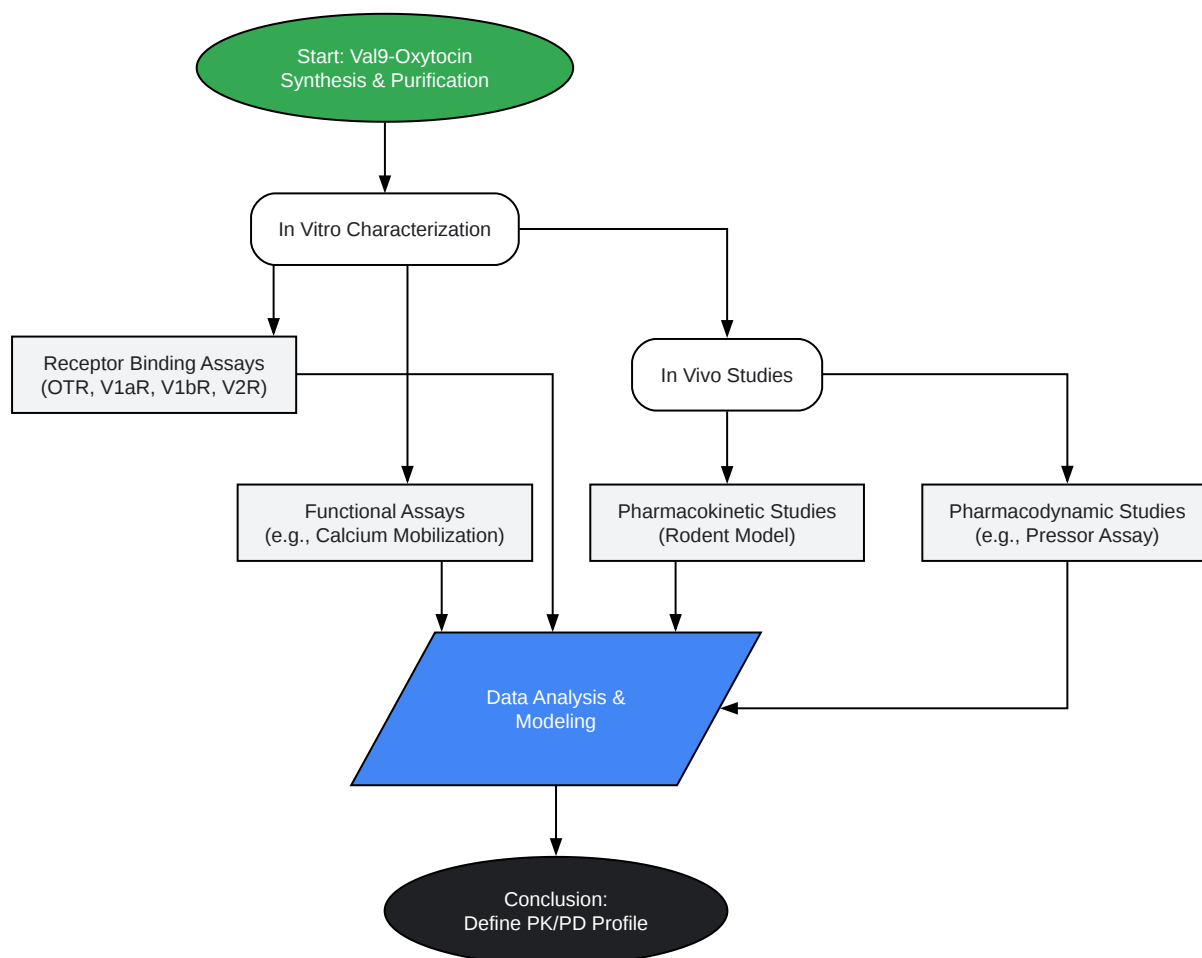 Start: Val9-Oxytocin
Synthesis & Purification
In Vitro Characterization
Receptor Binding Assays
(OTR, V1aR, V1bR, V2R)
In Vivo Studies
Functional Assays
(e.g., Calcium Mobilization)
Pharmacokinetic Studies
(Rodent Model)
Pharmacodynamic Studies
(e.g., Pressor Assay)
Data Analysis &
Modeling
Conclusion:
Define PK/PD Profile